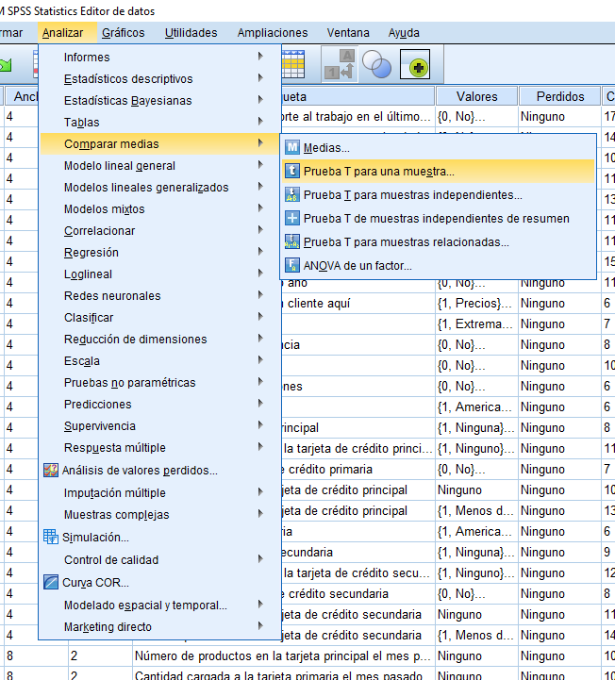 M SPSS Statistics Editor de datos
rmar Analizar Gráficos Utilidades Ampliaciones Ventana Ayuda
Informes
Estadísticos descriptivos
Estadísticas Bayesianas
Tablas
Comparar medias
Modelo lineal general
Modelos lineales generalizados
Modelos mixtos
Correlacionar
Regresión
Loglineal
Redes neuronales
Clasificar
Reducción de dimensiones
Escala
Pruebas no paramétricas
Predicciones
Supervivencia
Respuesta múltiple
Análisis de valores perdidos...
Imputación múltiple
Muestras complejas
Simulación...
Control de calidad
Curva COR...
Modelado espacial y temporal...
Marketing directo
Medias...
Prueba T para una muestra...
Prueba T para muestras independientes...
Prueba T de muestras independientes de resumen
Prueba T para muestras relacionadas...
ANOVA de un factor...
Anch queta Valores Perdidos C
4 orte al trabajo en el último... {0, No}... Ninguno 17
4 14
4 10
4 11
4 13
4 11
4 11
4 15
4 año {0, No}... Ninguno 11
4 cliente aquí {1, Precios}... Ninguno 6
4 {1, Extrema... Ninguno 7
4 cia {0, No}... Ninguno 8
4 {0, No}... Ninguno 10
4 nes {0, No}... Ninguno 6
4 {1, America... Ninguno 6
4 rincipal {1, Ninguna}... Ninguno 8
4 la tarjeta de crédito princi... {1, Ninguno}... Ninguno 11
4 crédito primaria {0, No}... Ninguno 7
4 jeta de crédito principal Ninguno Ninguno 10
4 jeta de crédito principal {1, Menos d... Ninguno 13
4 ria {1, America... Ninguno 6
4 ecundaria {1, Ninguna}... Ninguno 9
4 la tarjeta de crédito secu... {1, Ninguno}... Ninguno 12
4 crédito secundaria {0, No}... Ninguno 8
4 jeta de crédito secundaria Ninguno Ninguno 11
4 jeta de crédito secundaria {1, Menos d... Ninguno 14
8 2 Número de productos en la tarjeta principal el mes p... Ninguno Ninguno 10
8 2 Cantidad cargada a la tarjeta primaria el mes pasado Ninguno Ninguno 10